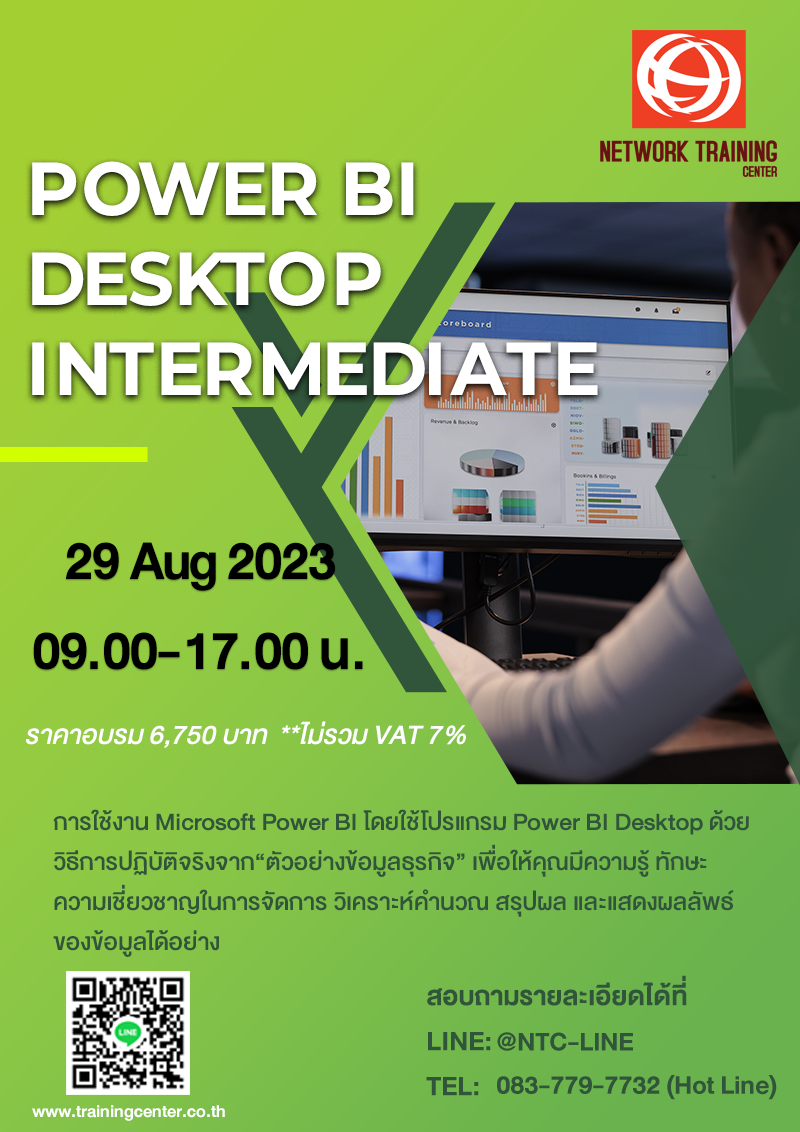 NETWORK TRAINING
CENTER
POWER BI
DESKTOP
INTERMEDIATE
coreboard
Revenue & Backlog
Bookins & Billings
29 Aug 2023
09.00-17.00 น.
ราคาอบรม 6,750 บาท **ไม่รวม VAT 7%
การใช้งาน Microsoft Power BI โดยใช้โปรแกรม Power BI Desktop ด้วย
วิธีการปฏิบัติจริงจาก“ตัวอย่างข้อมูลธุรกิจ” เพื่อให้คุณมีความรู้ ทักษะ
ความเชี่ยวชาญในการจัดการ วิเคราะห์คำนวณ สรุปผล และแสดงผลลัพธ์
ของข้อมูลได้อย่าง
LINE
สอบถามรายละเอียดได้ที่
LINE: @NTC-LINE
TEL: 083-779-7732 (Hot Line)
www.trainingcenter.co.th